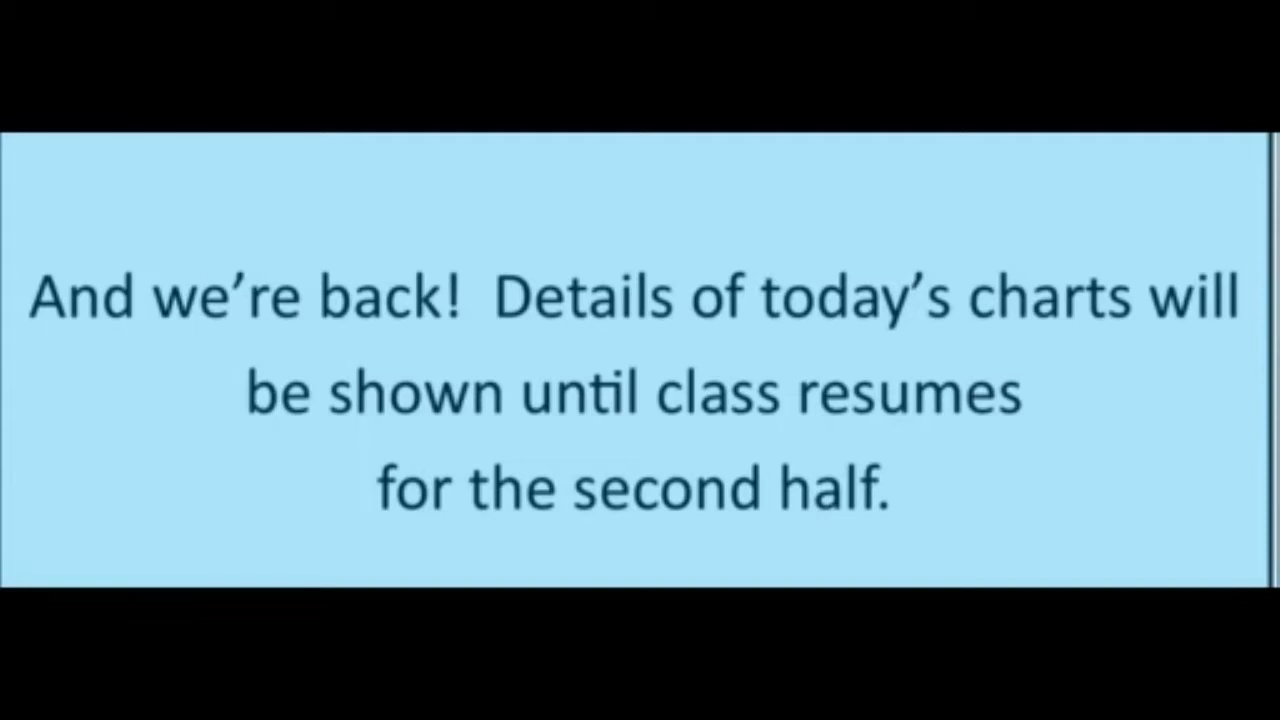 And we’re back!  Details of today’s charts will
be shown until class resumes
for the second half.